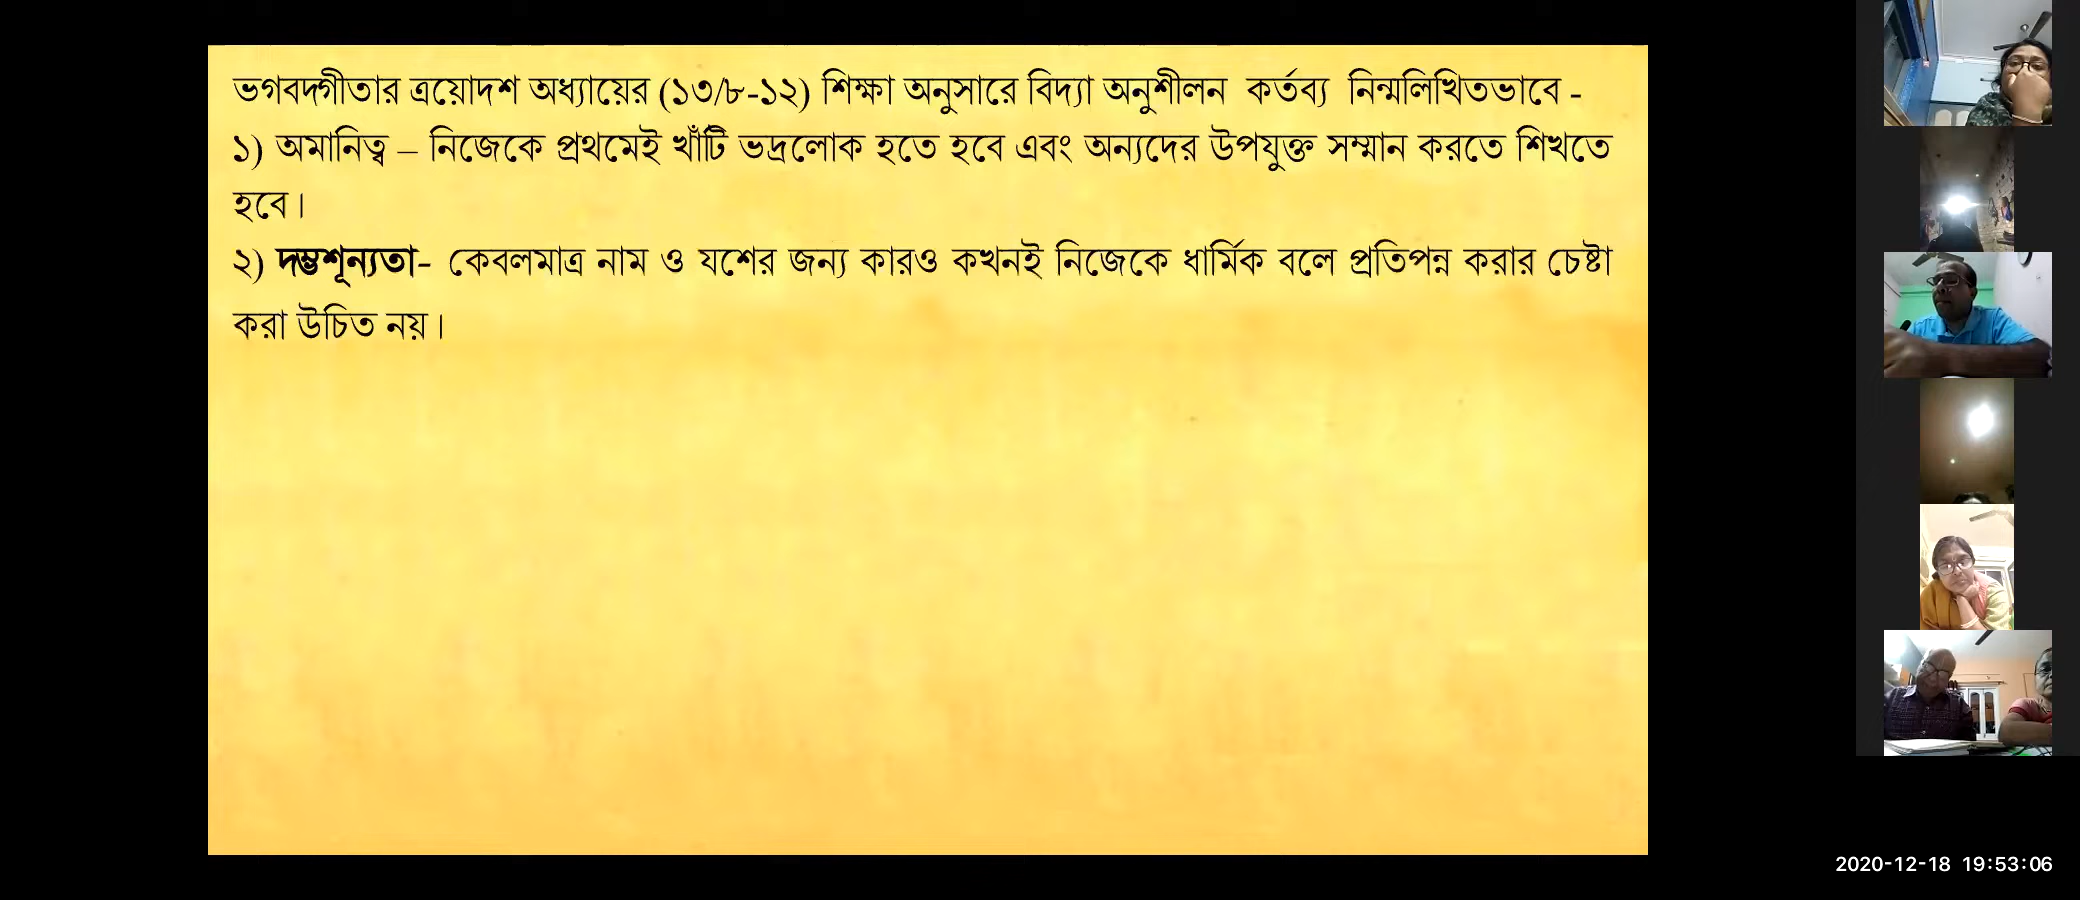 ভগবদ্গীতার ত্রয়োদশ অধ্যায়ের (১৩/৮-১২) শিক্ষা অনুসারে বিদ্যা অনুশীলন কর্তব্য নিন্মলিখিতভাবে -
১) অমানিত্ব – নিজেকে প্রথমেই খাঁটি ভদ্রলোক হতে হবে এবং অন্যদের উপযুক্ত সম্মান করতে শিখতে
হবে।
২) দম্ভশূন্যতা- কেবলমাত্র নাম ও যশের জন্য কারও কখনই নিজেকে ধার্মিক বলে প্রতিপন্ন করার চেষ্টা
করা উচিত নয়।
2020-12-18 19:53:06